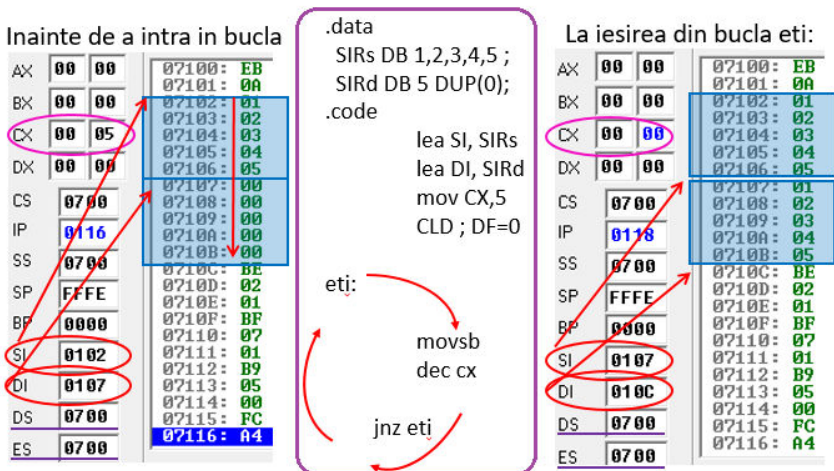 Inainte de a intra in bucla
AX 00 00
BX 00 00
CX 00 05
DX 00 00
CS 0700
IP 0116
SS 0700
SP FFFE
BP 0000
SI 0102
DI 0107
DS 0700
ES 0700
07100: EB
07101: 0A
07102: 01
07103: 02
07104: 03
07105: 04
07106: 05
07107: 00
07108: 00
07109: 00
0710A: 00
0710B: 00
0710C: BE
0710D: 02
0710E: 01
0710F: BF
07110: 07
07111: 01
07112: B9
07113: 05
07114: 00
07115: FC
07116: A4
.data
SIRs DB 1,2,3,4,5 ;
SIRd DB 5 DUP(0);
.code
lea SI, SIRs
lea DI, SIRd
mov CX,5
CLD ; DF=0
eti:
movsb
dec cx
jnz eti
La iesirea din bucla eti:
AX 00 00
BX 00 00
CX 00 00
DX 00 00
CS 0700
IP 0118
SS 0700
SP FFFE
BP 0000
SI 0107
DI 010C
DS 0700
ES 0700
07100: EB
07101: 0A
07102: 01
07103: 02
07104: 03
07105: 04
07106: 05
07107: 01
07108: 02
07109: 03
0710A: 04
0710B: 05
0710C: BE
0710D: 02
0710E: 01
0710F: BF
07110: 07
07111: 01
07112: B9
07113: 05
07114: 00
07115: FC
07116: A4